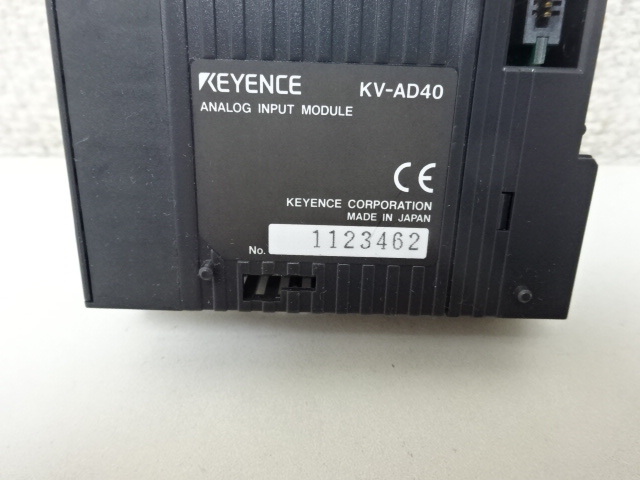 KEYENCE KV-AD40
ANALOG INPUT MODULE
CE
KEYENCE CORPORATION
MADE IN JAPAN
No. 1123462